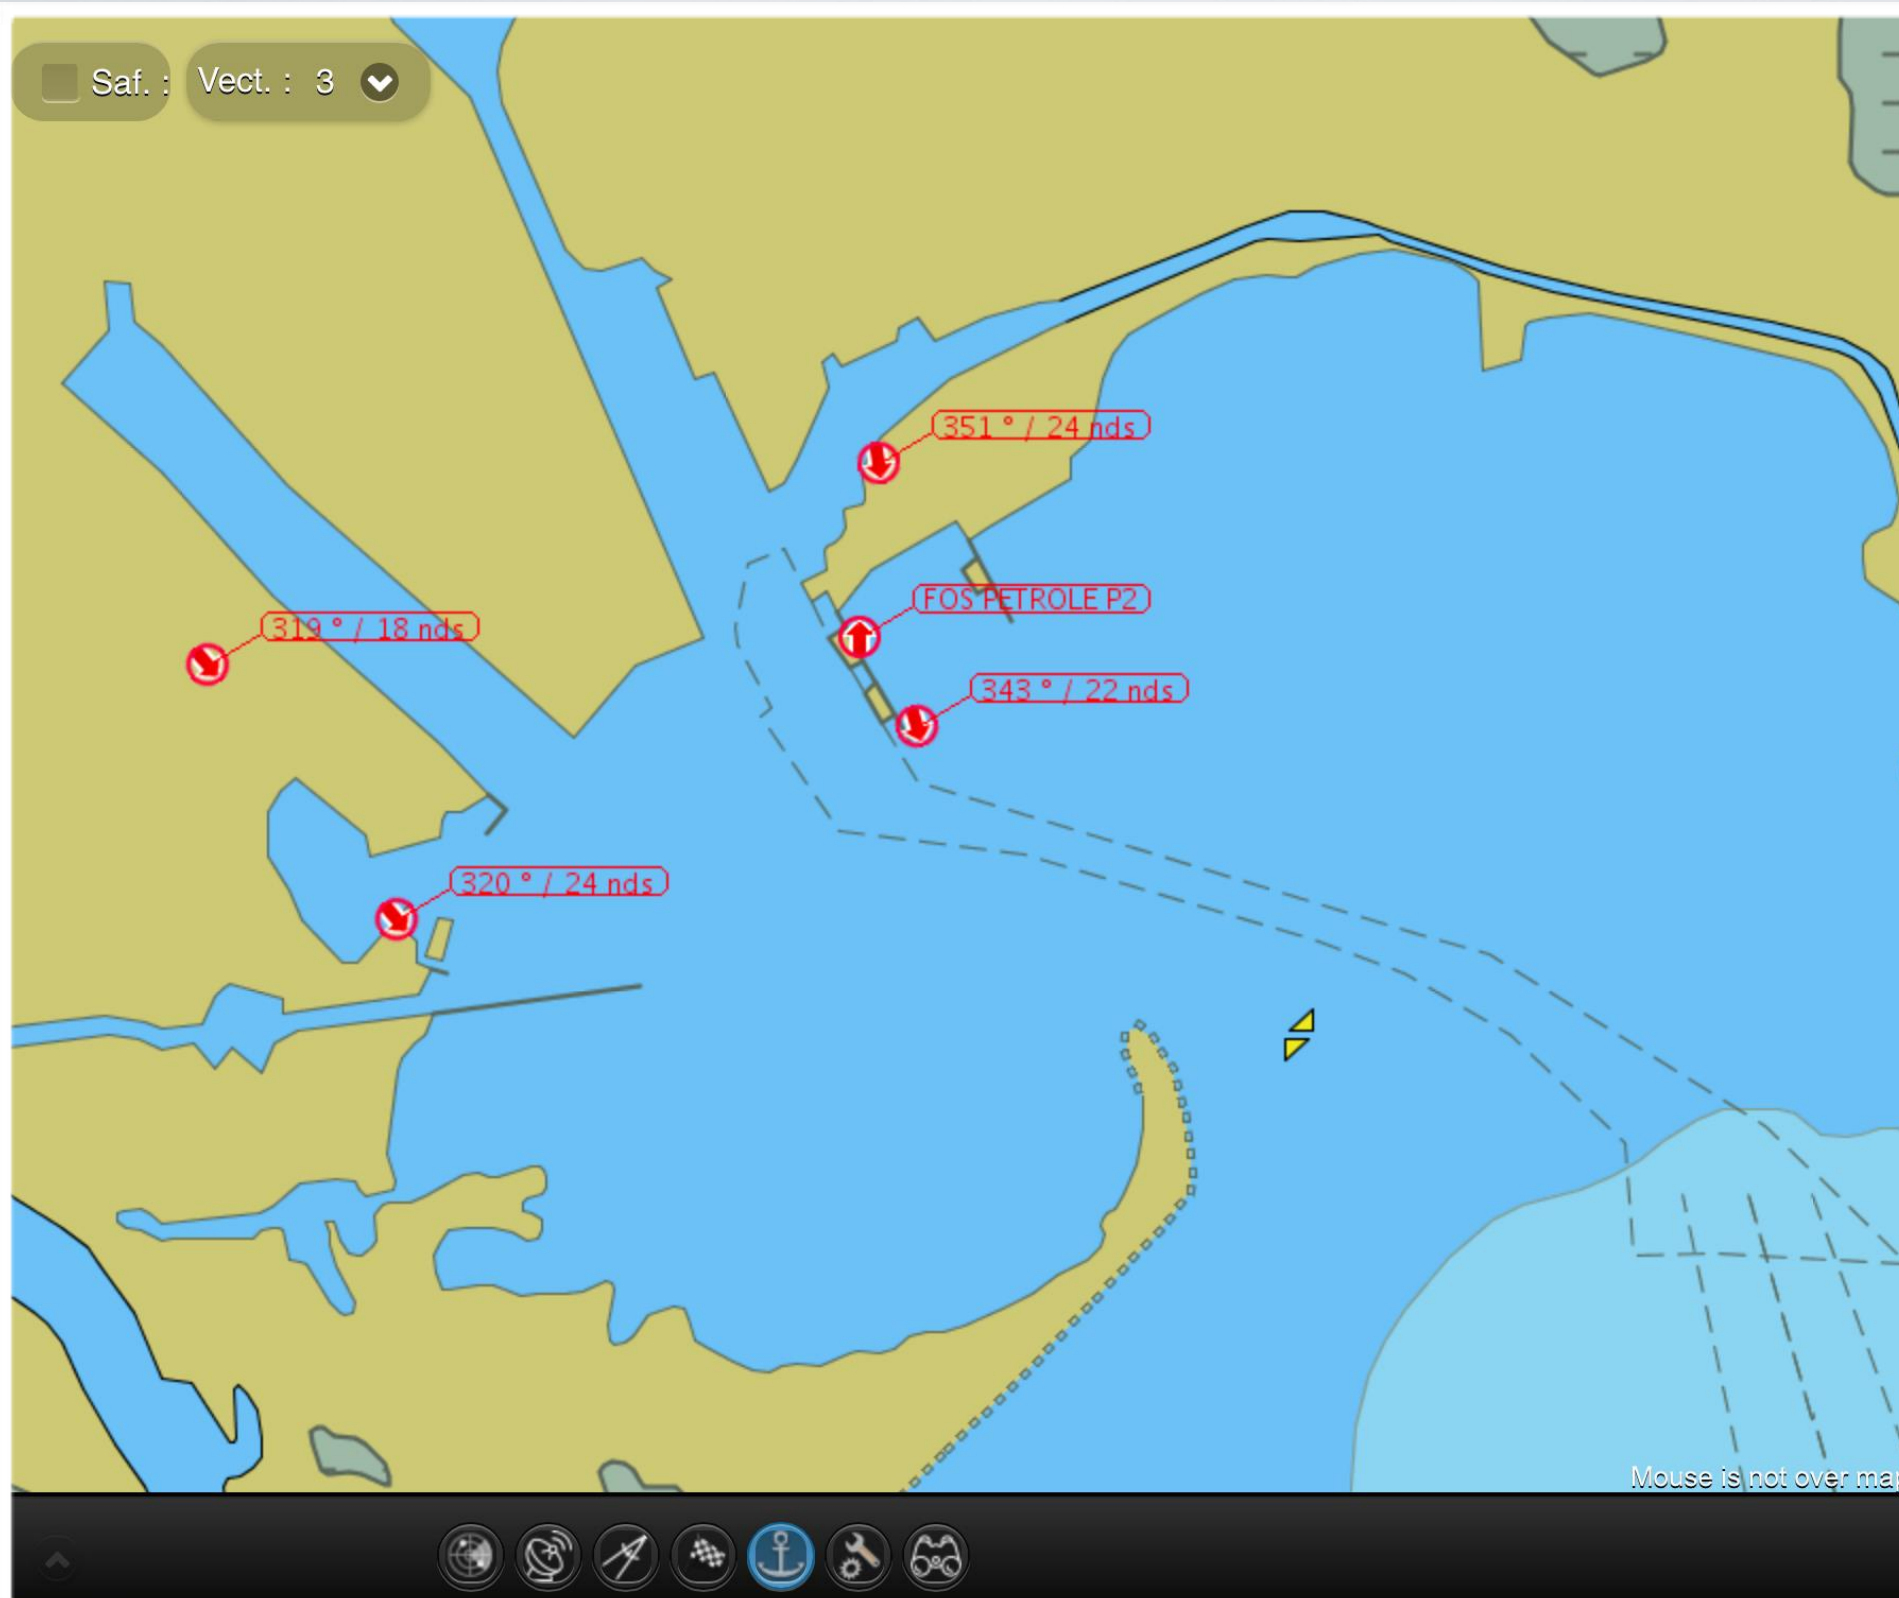 Saf. :
Vect. : 3
351 ° / 24 nds
FOS PETROLE P2
319 ° / 18 nds
343 ° / 22 nds
320 ° / 24 nds
Mouse is not over map